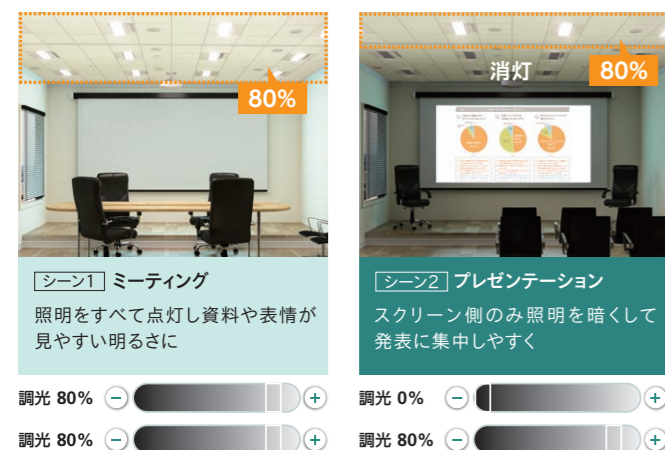 80%
シーン1 ミーティング
照明をすべて点灯し資料や表情が
見やすい明るさに
調光 80%
調光 80%
消灯
80%
シーン2 プレゼンテーション
スクリーン側のみ照明を暗くして
発表に集中しやすく
調光 0%
調光 80%